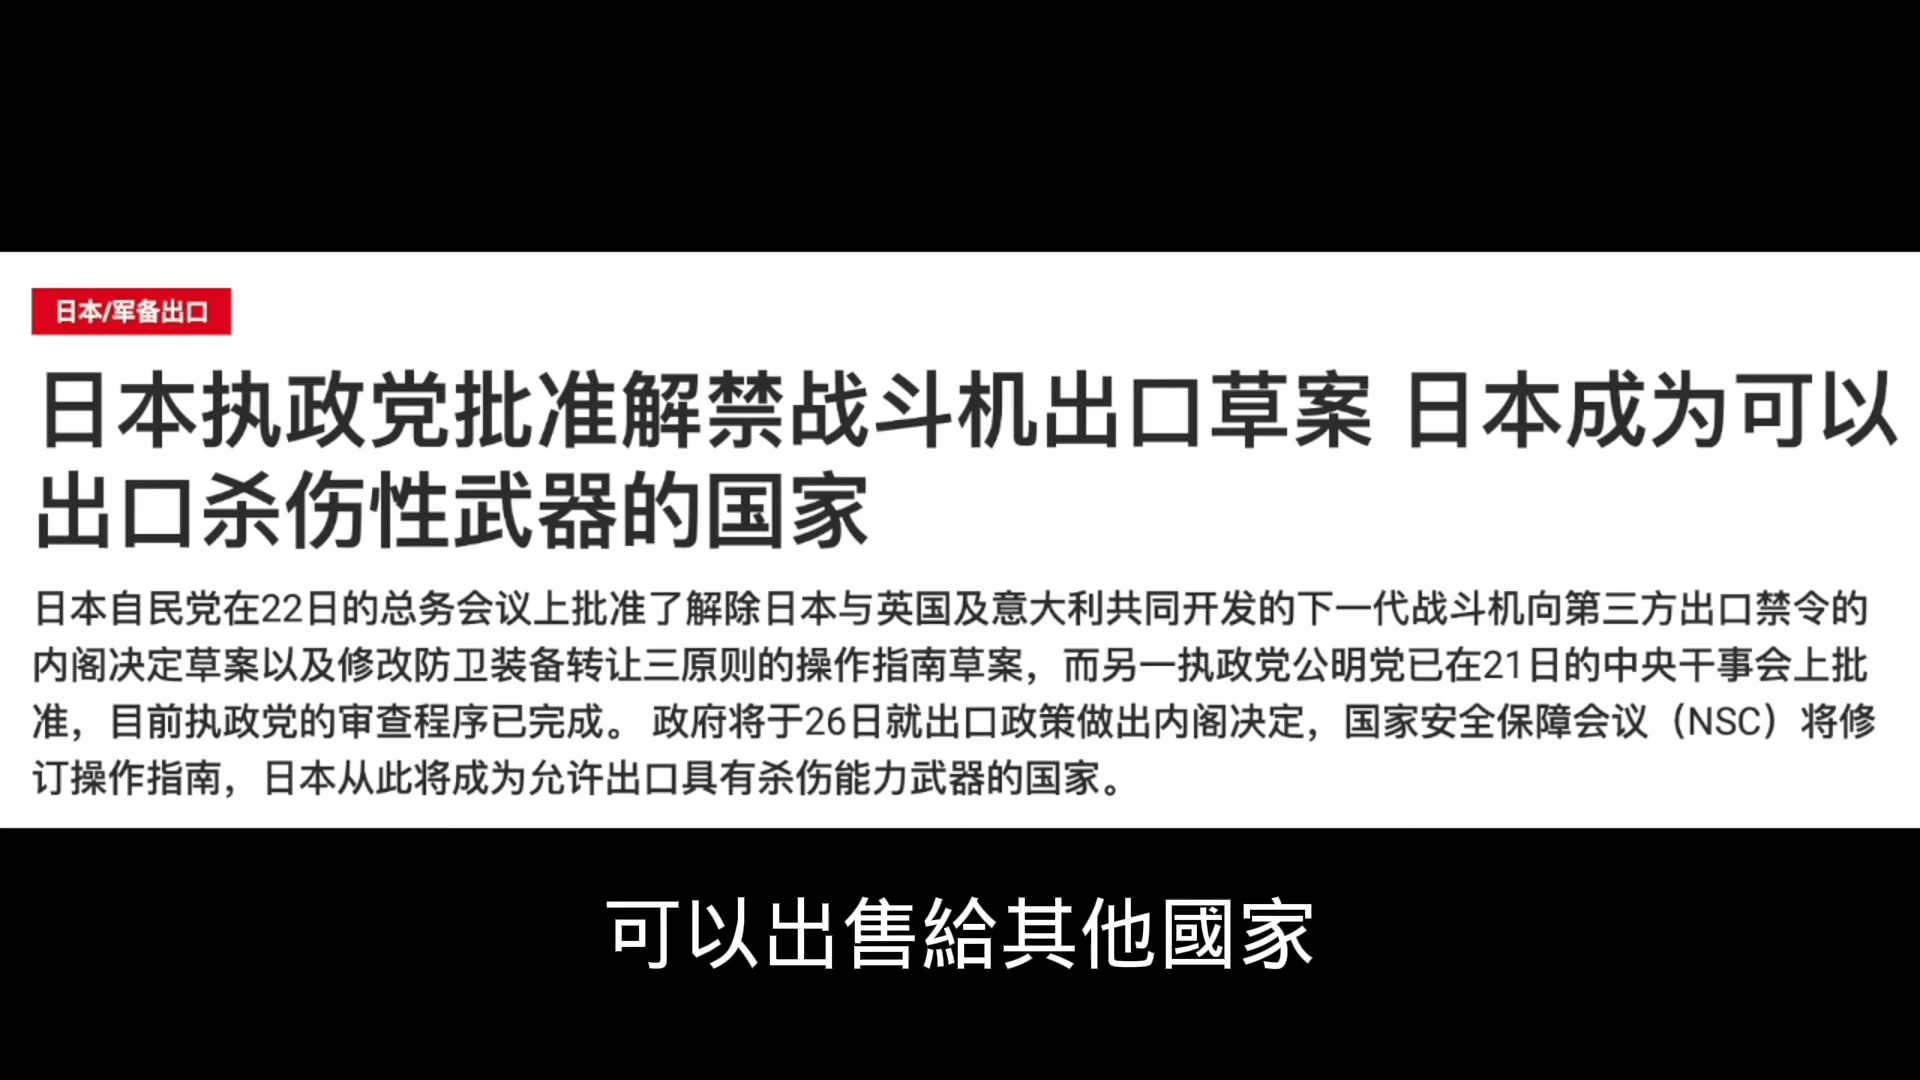 日本/军备出口
日本执政党批准解禁战斗机出口草案 日本成为可以
出口杀伤性武器的国家
日本自民党在22日的总务会议上批准了解除日本与英国及意大利共同开发的下一代战斗机向第三方出口禁令的
内阁决定草案以及修改防卫装备转让三原则的操作指南草案，而另一执政党公明党已在21日的中央干事会上批
准，目前执政党的审查程序已完成。 政府将于26日就出口政策做出内阁决定，国家安全保障会议（NSC）将修
订操作指南，日本从此将成为允许出口具有杀伤能力武器的国家。
可以出售給其他國家